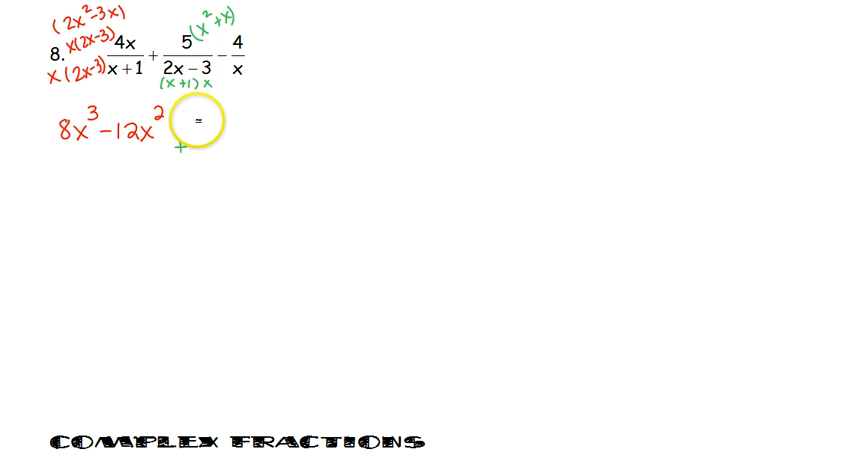 (2x²-3x) (x²+x)
8. x(2x-3) 4x/(x + 1) + 5/(2x - 3) - 4/x
x(2x-3) (x+1) x
8x³ -12x² =
+
COMPLEX FRACTIONS